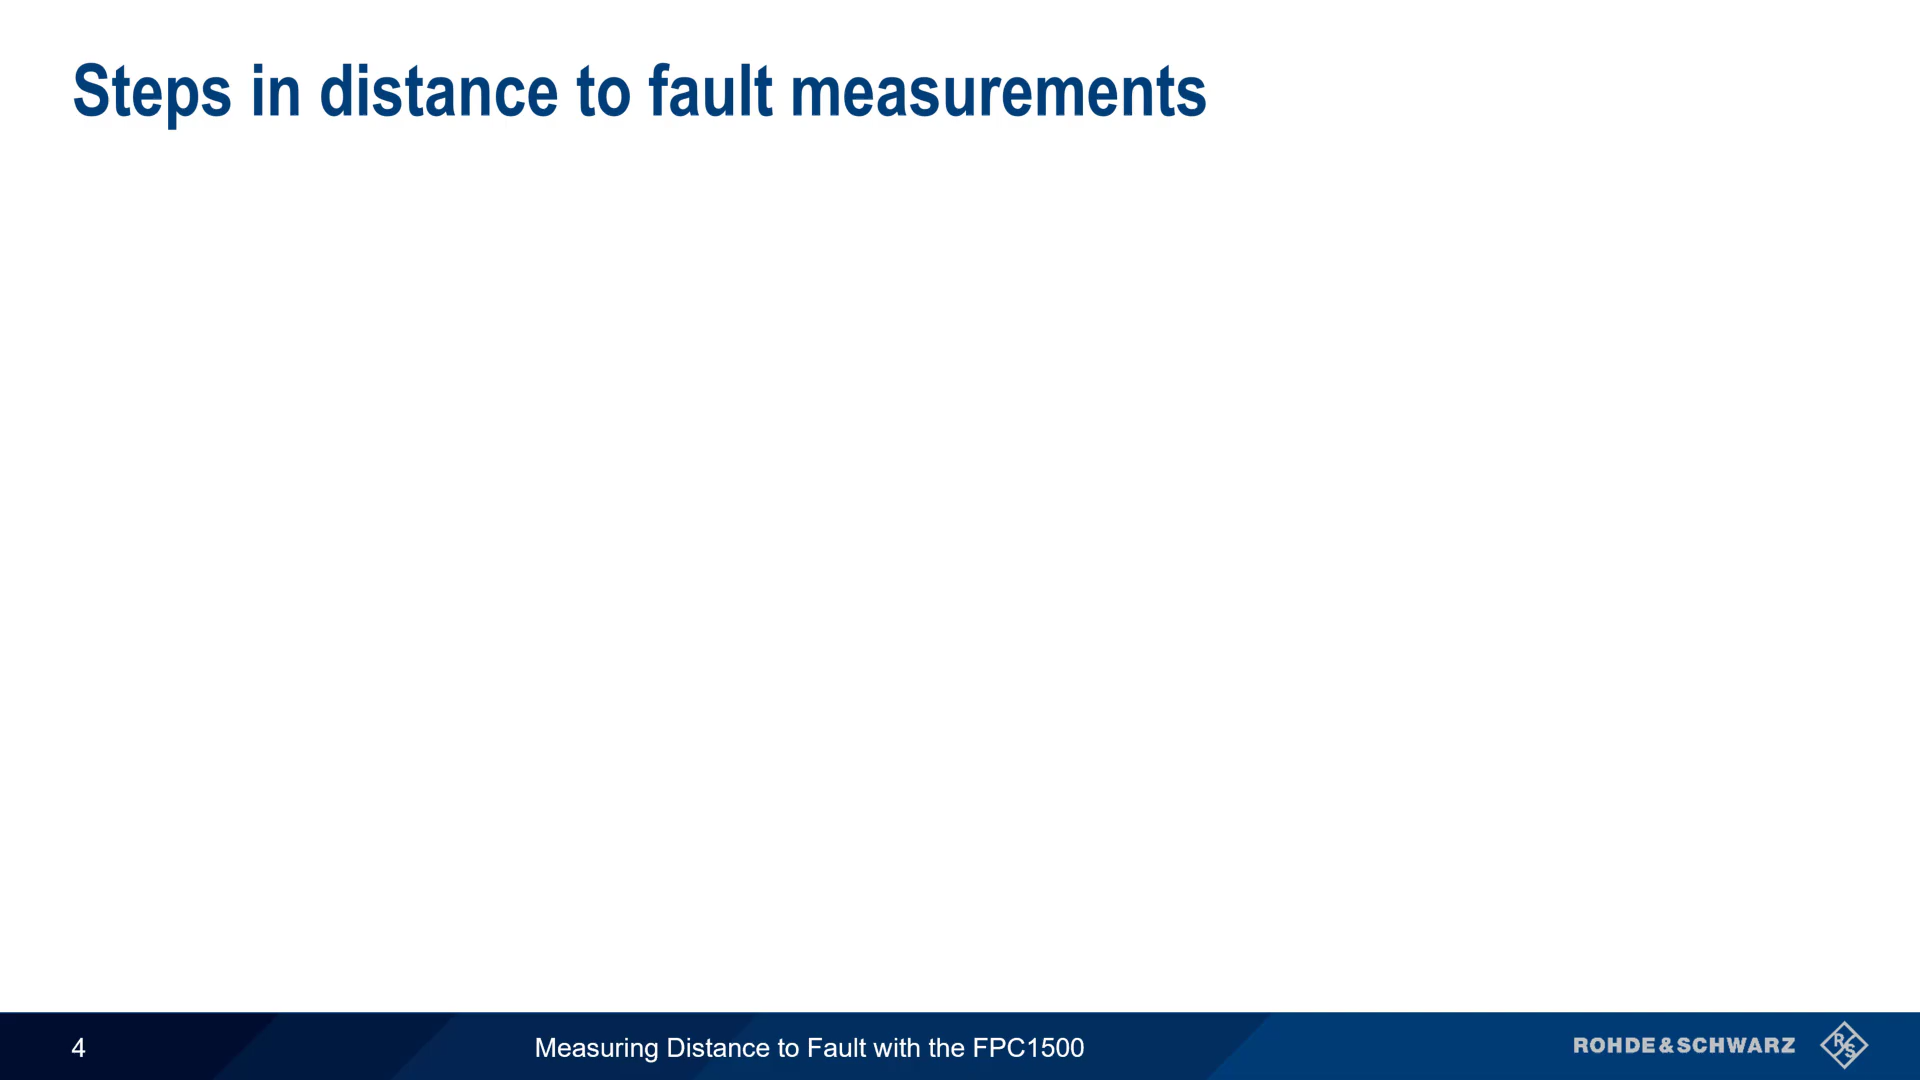 Steps in distance to fault measurements
4
Measuring Distance to Fault with the FPC1500
ROHDE&SCHWARZ
R
S